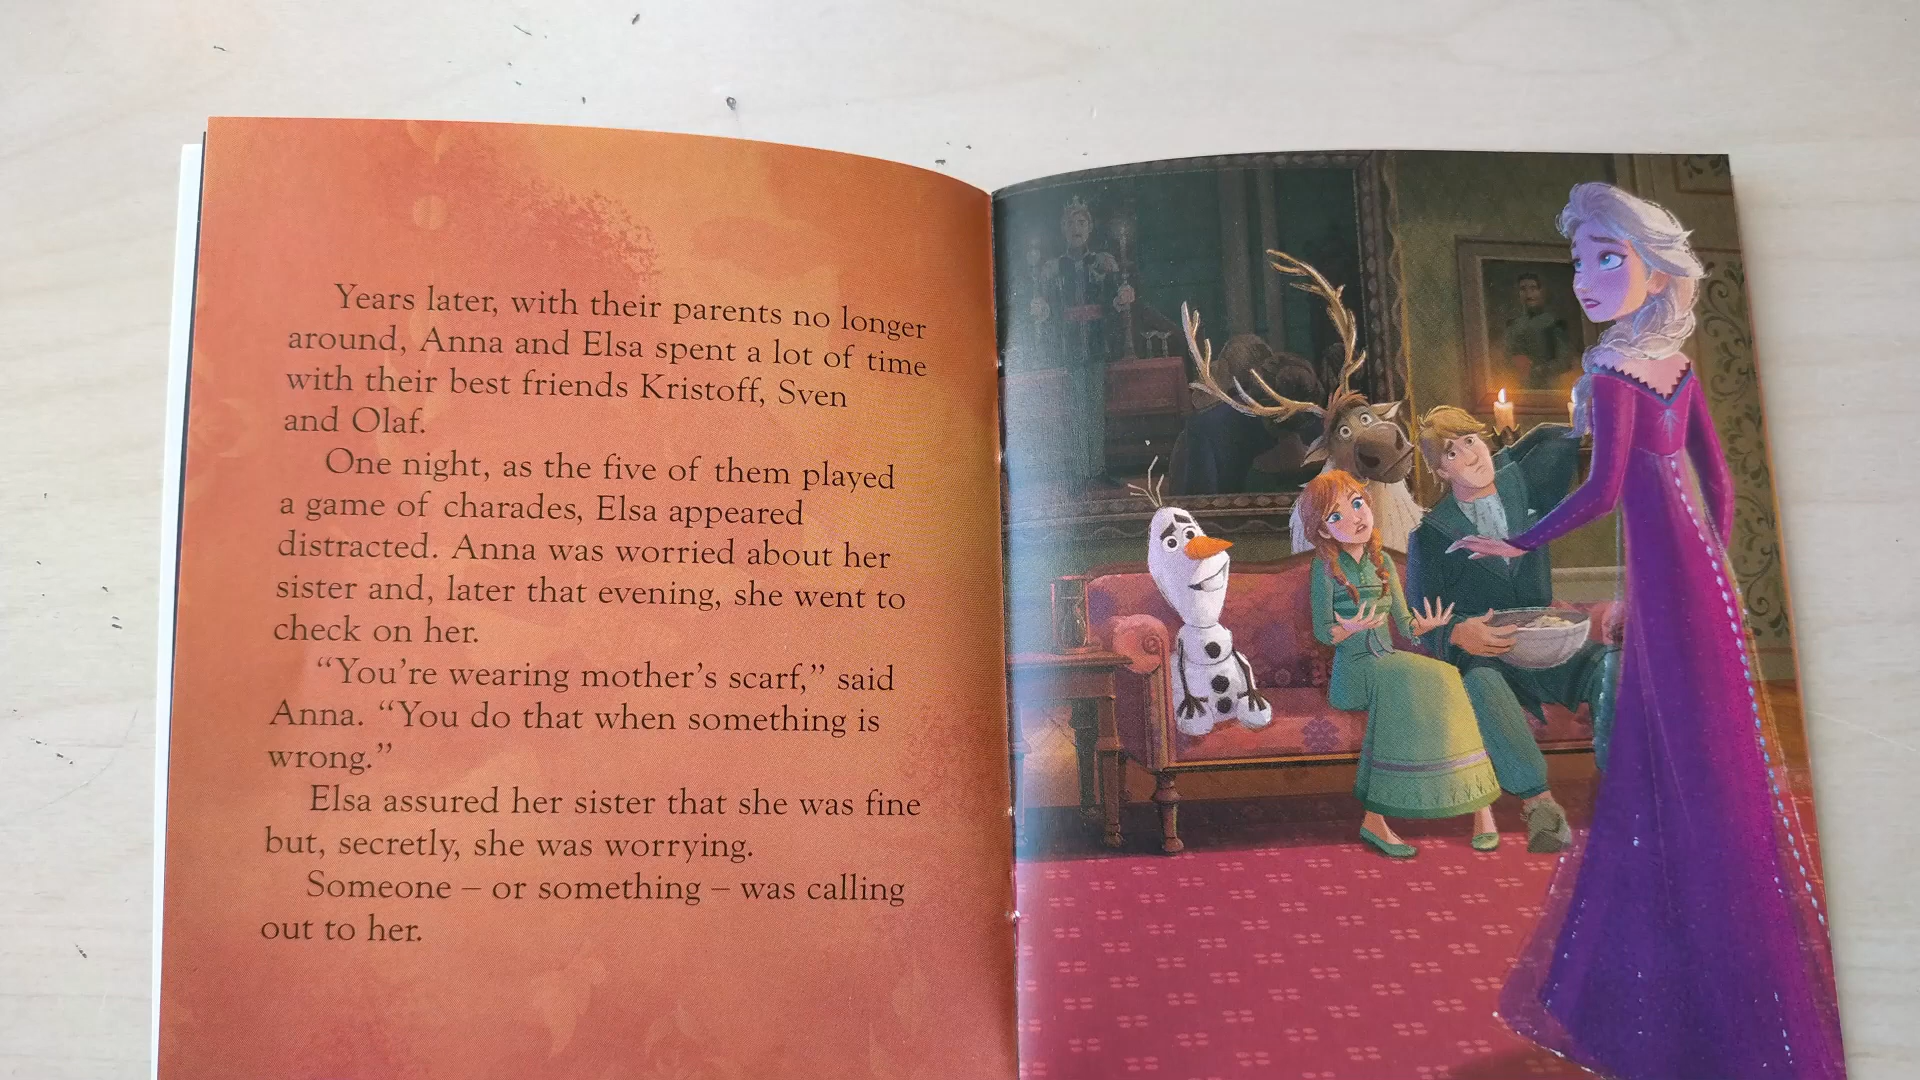 Years later, with their parents no longer
around, Anna and Elsa spent a lot of time
with their best friends Kristoff, Sven
and Olaf.
One night, as the five of them played
a game of charades, Elsa appeared
distracted. Anna was worried about her
sister and, later that evening, she went to
check on her.
“You’re wearing mother’s scarf,” said
Anna. “You do that when something is
wrong.”
Elsa assured her sister that she was fine
but, secretly, she was worrying.
Someone – or something – was calling
out to her.